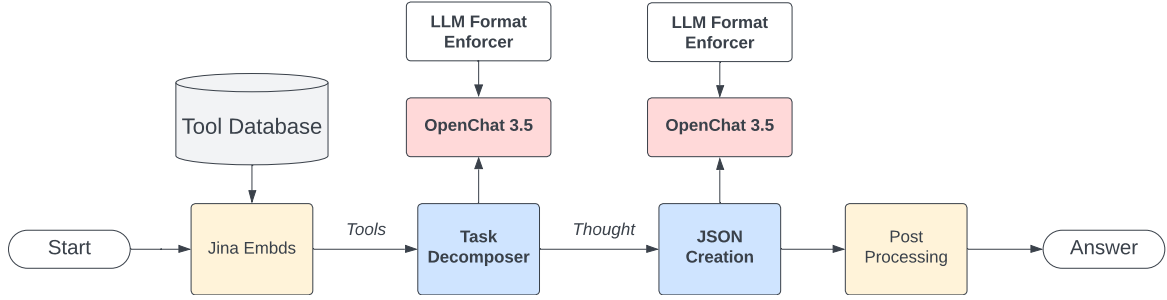 LLM Format
Enforcer
LLM Format
Enforcer
Tool Database
OpenChat 3.5
OpenChat 3.5
Start
Jina Embds
Tools
Task
Decomposer
Thought
JSON
Creation
Post
Processing
Answer